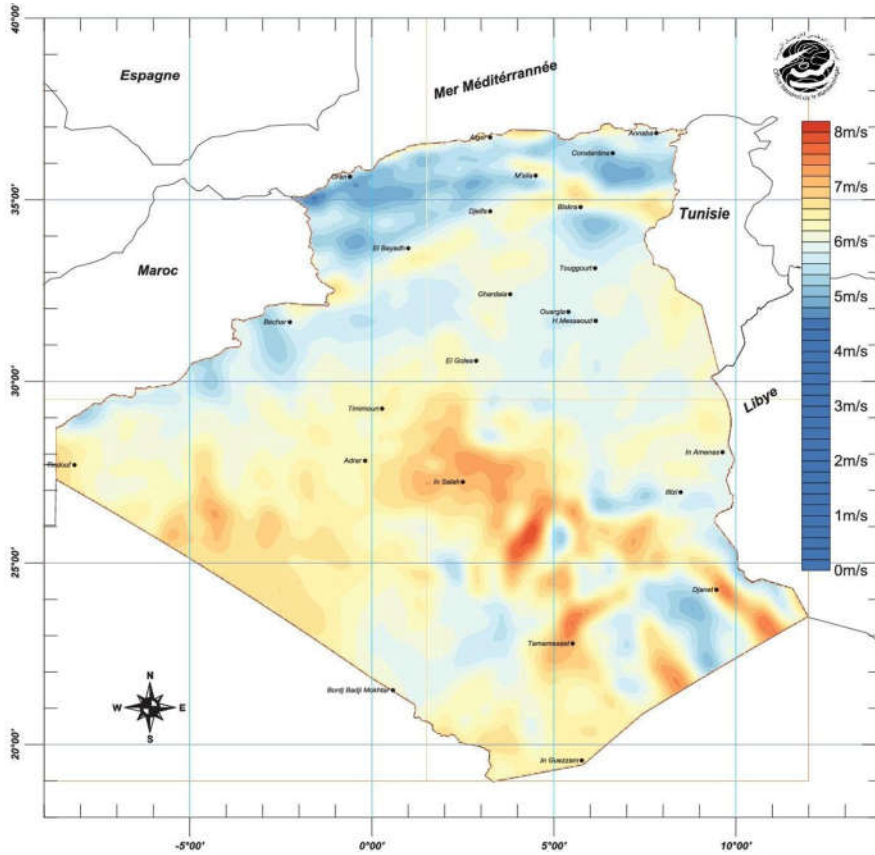 40°00'
35°00'
30°00'
25°00'
20°00'
Espagne
Mer Méditérrannée
Maroc
Tunisie
Libye
Alger
Annaba
Constantine
Oran
M'sila
Biskra
Djelfa
El Bayadh
Touggourt
Ghardaia
Ouargla
H.Messaoud
Bechar
El Golea
Timimoun
Adrar
In Amenas
Tindouf
In Salah
Illizi
Djanet
Tamanrasset
Bordj Badji Mokhtar
In Guezzam
8m/s
7m/s
6m/s
5m/s
4m/s
3m/s
2m/s
1m/s
0m/s
N
W
E
S
-5°00'
0°00'
5°00'
10°00'